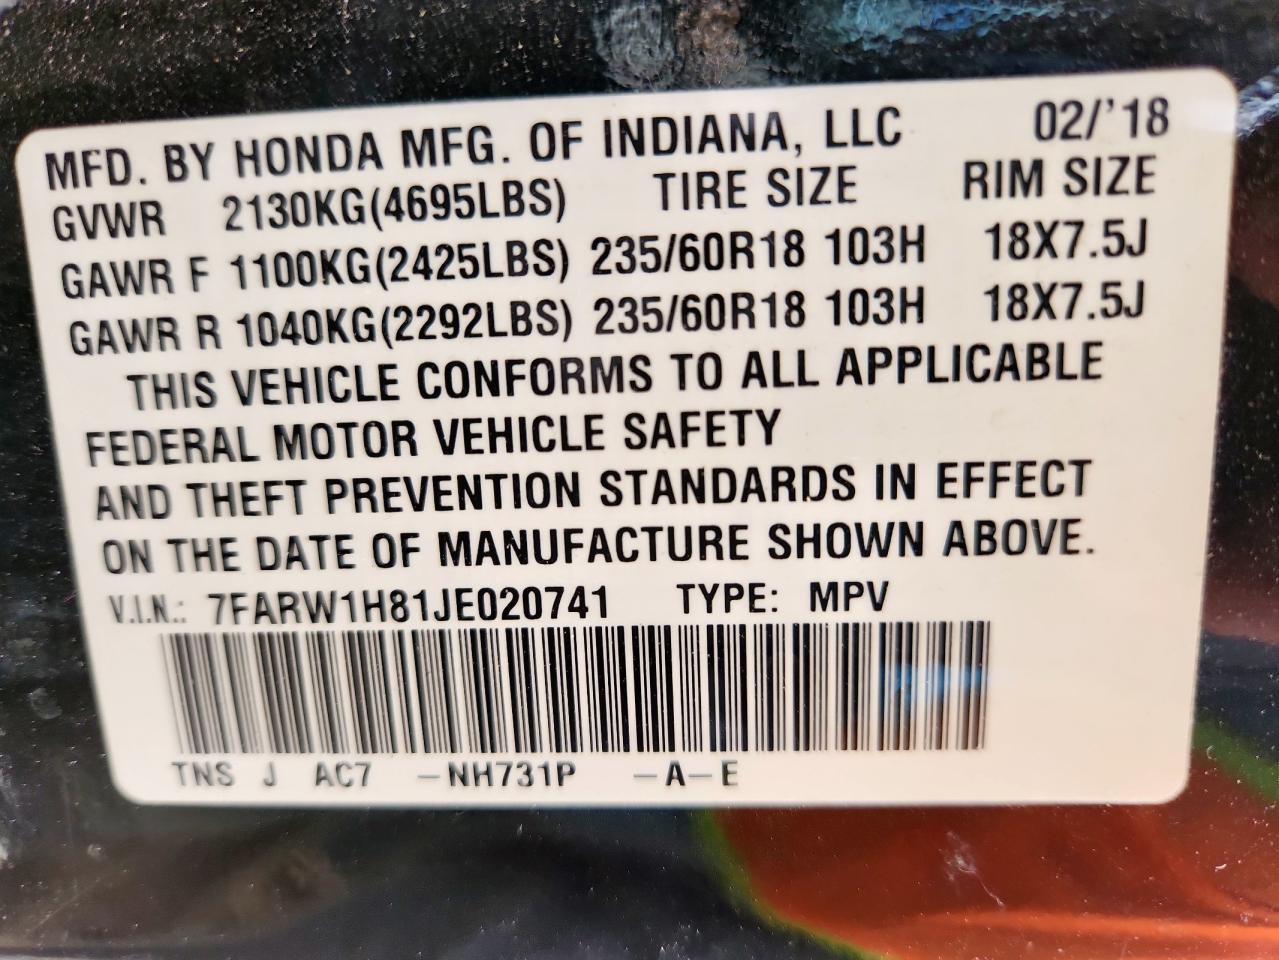 MFD. BY HONDA MFG. OF INDIANA, LLC 02/'18
GVWR 2130KG(4695LBS) TIRE SIZE RIM SIZE
GAWR F 1100KG(2425LBS) 235/60R18 103H 18X7.5J
GAWR R 1040KG(2292LBS) 235/60R18 103H 18X7.5J
THIS VEHICLE CONFORMS TO ALL APPLICABLE
FEDERAL MOTOR VEHICLE SAFETY
AND THEFT PREVENTION STANDARDS IN EFFECT
ON THE DATE OF MANUFACTURE SHOWN ABOVE.
V.I.N.: 7FARW1H81JE020741 TYPE: MPV
TNS J AC7 -NH731P -A-E